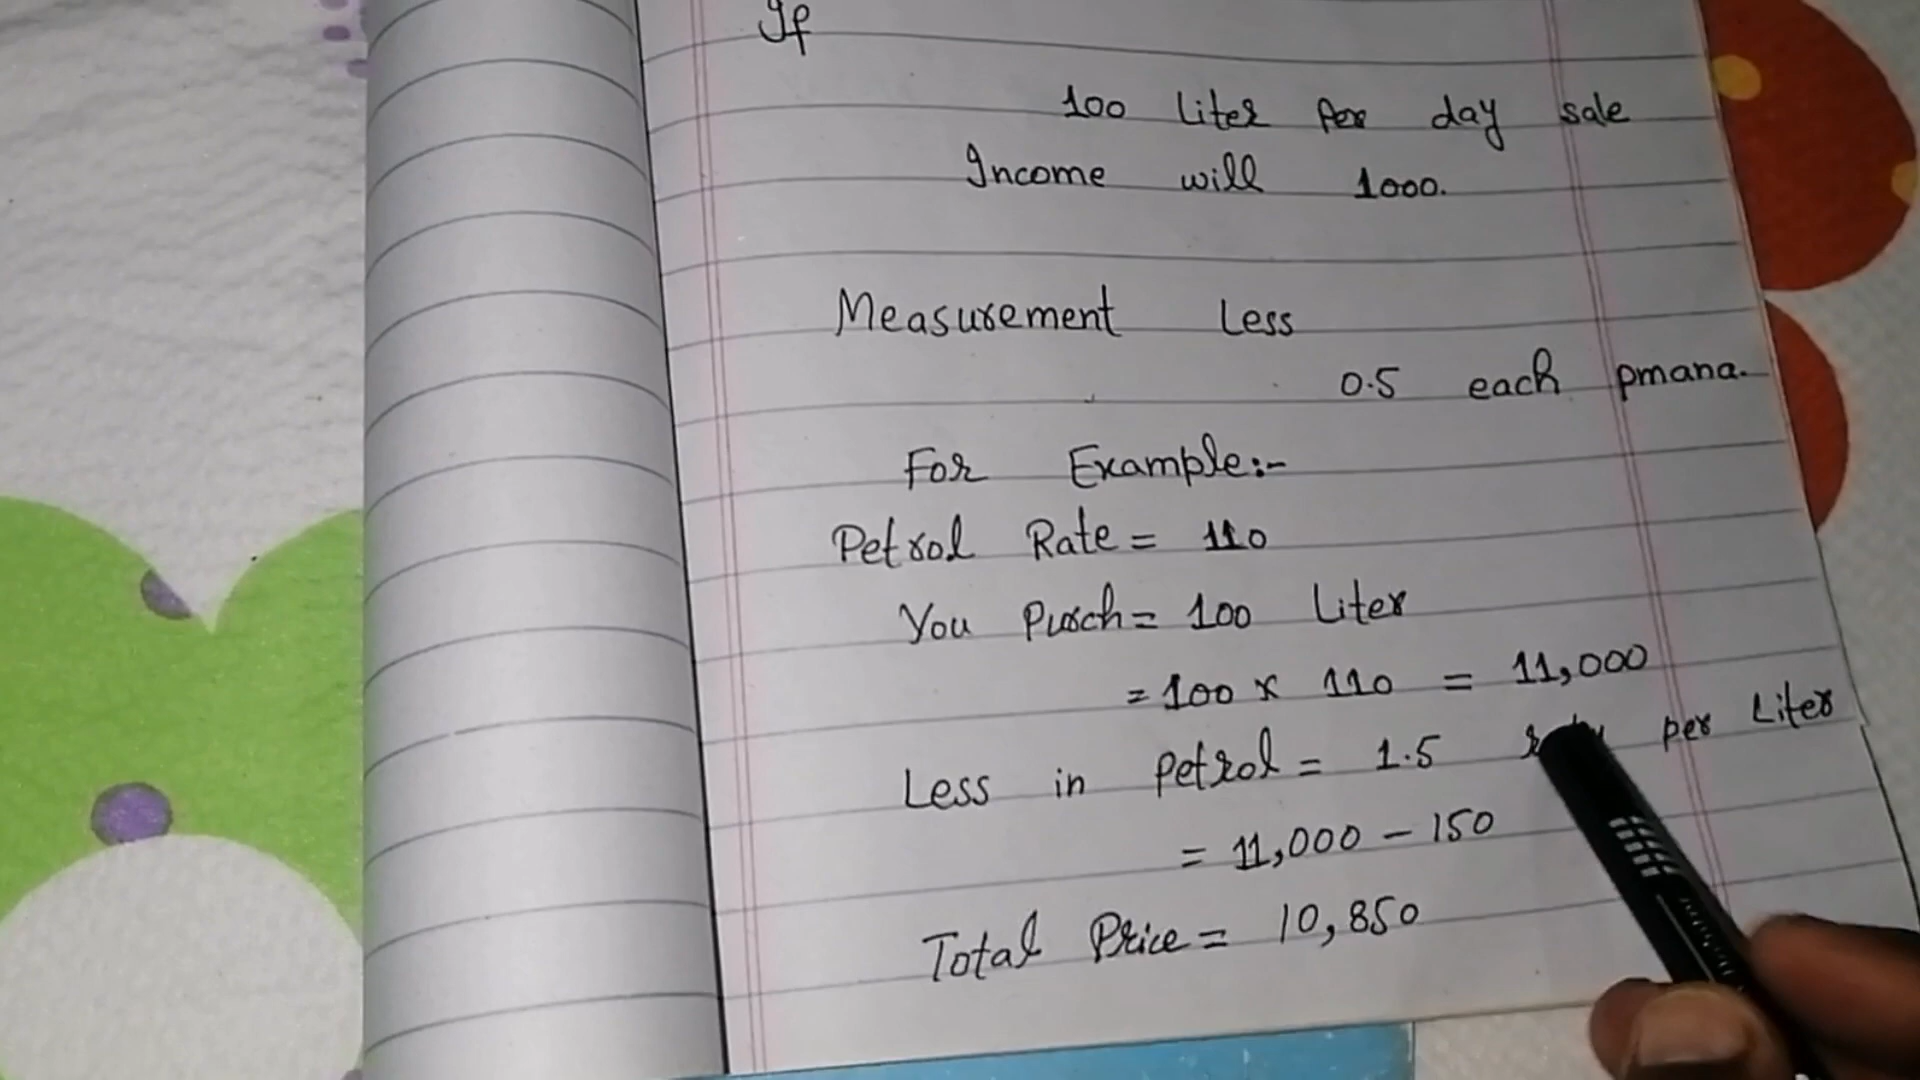 If
100 Liter Per day sale
Income will 1000.
Measurement Less
0.5 each pmana.
For Example:-
Petrol Rate = 110
You Purch = 100 Liter
= 100 x 110 = 11,000
Less in Petrol = 1.5 per Liter
= 11,000 - 150
Total Price = 10,850